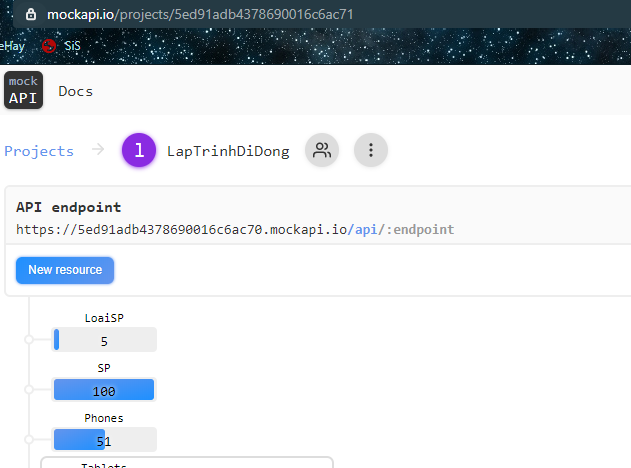 mockapi.io/projects/5ed91adb4378690016c6ac71
eHay SiS
mock
API
Docs
Projects
1
LapTrinhDiDong
API endpoint
https://5ed91adb4378690016c6ac70.mockapi.io/api/:endpoint
New resource
LoaiSP
5
SP
100
Phones
51
Tablets